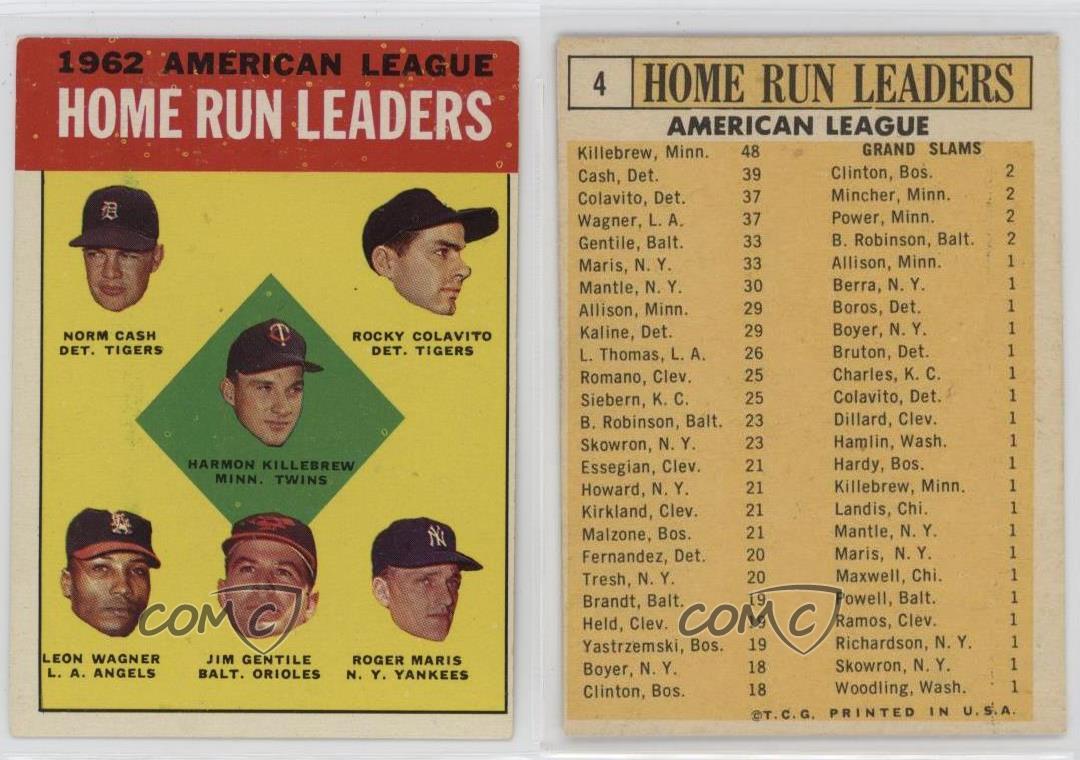 1962 AMERICAN LEAGUE
HOME RUN LEADERS
D
NORM CASH
DET. TIGERS
ROCKY COLAVITO
DET. TIGERS
TC
HARMON KILLEBREW
MINN. TWINS
LA
LEON WAGNER
L. A. ANGELS
JIM GENTILE
BALT. ORIOLES
NY
ROGER MARIS
N. Y. YANKEES
COMC
4 HOME RUN LEADERS
AMERICAN LEAGUE
Killebrew, Minn. 48
Cash, Det. 39
Colavito, Det. 37
Wagner, L. A. 37
Gentile, Balt. 33
Maris, N. Y. 33
Mantle, N. Y. 30
Allison, Minn. 29
Kaline, Det. 29
L. Thomas, L. A. 26
Romano, Clev. 25
Siebern, K. C. 25
B. Robinson, Balt. 23
Skowron, N. Y. 23
Essegian, Clev. 21
Howard, N. Y. 21
Kirkland, Clev. 21
Malzone, Bos. 21
Fernandez, Det. 20
Tresh, N. Y. 20
Brandt, Balt. 19
Held, Clev. 19
Yastrzemski, Bos. 19
Boyer, N. Y. 18
Clinton, Bos. 18
GRAND SLAMS
Clinton, Bos. 2
Mincher, Minn. 2
Power, Minn. 2
B. Robinson, Balt. 2
Allison, Minn. 1
Berra, N. Y. 1
Boros, Det. 1
Boyer, N. Y. 1
Bruton, Det. 1
Charles, K. C. 1
Colavito, Det. 1
Dillard, Clev. 1
Hamlin, Wash. 1
Hardy, Bos. 1
Killebrew, Minn. 1
Landis, Chi. 1
Mantle, N. Y. 1
Maris, N. Y. 1
Maxwell, Chi. 1
Powell, Balt. 1
Ramos, Clev. 1
Richardson, N. Y. 1
Skowron, N. Y. 1
Woodling, Wash. 1
©T. C. G. PRINTED IN U. S. A.
COMC